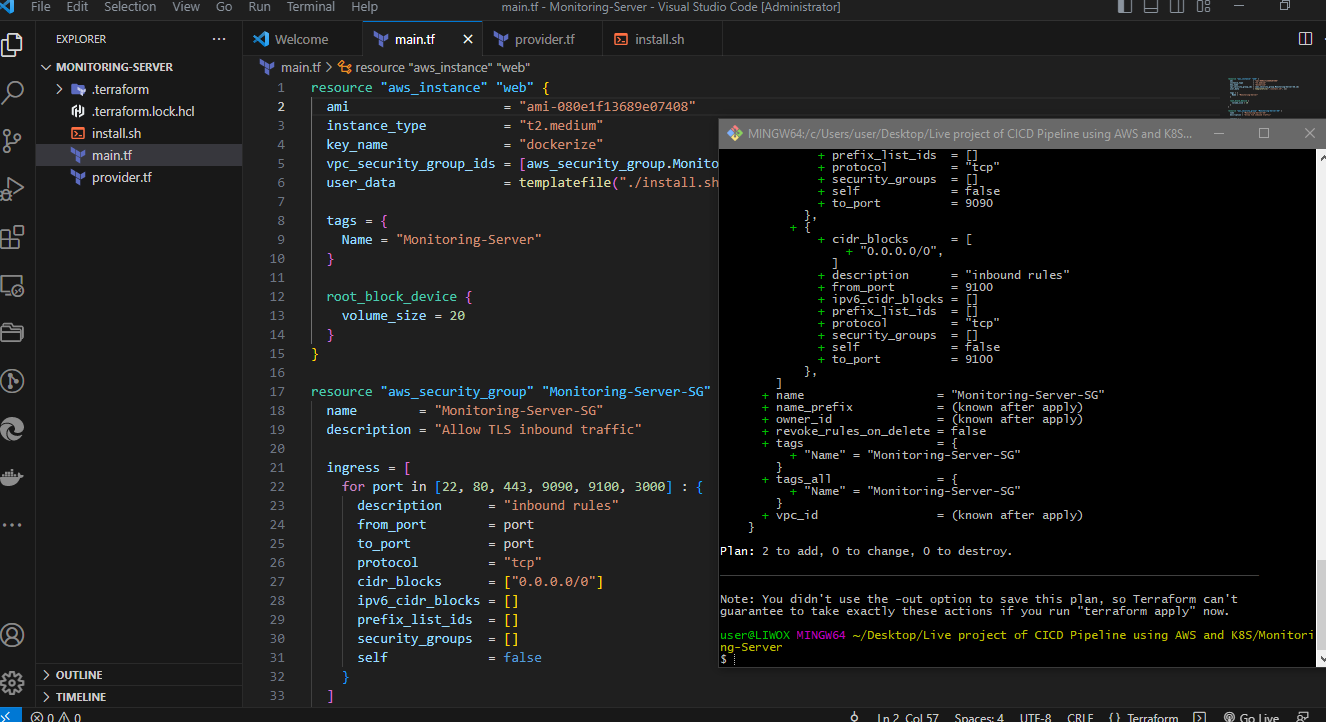 File Edit Selection View Go Run Terminal Help
main.tf - Monitoring-Server - Visual Studio Code [Administrator]
EXPLORER ...
MONITORING-SERVER
.terraform
.terraform.lock.hcl
install.sh
main.tf
provider.tf
OUTLINE
TIMELINE
Welcome
main.tf
provider.tf
install.sh
main.tf > resource "aws_instance" "web"
1 resource "aws_instance" "web" {
2 ami = "ami-080e1f13689e07408"
3 instance_type = "t2.medium"
4 key_name = "dockerize"
5 vpc_security_group_ids = [aws_security_group.Monito
6 user_data = templatefile("./install.sh
7
8 tags = {
9 Name = "Monitoring-Server"
10 }
11
12 root_block_device {
13 volume_size = 20
14 }
15 }
16
17 resource "aws_security_group" "Monitoring-Server-SG"
18 name = "Monitoring-Server-SG"
19 description = "Allow TLS inbound traffic"
20
21 ingress = [
22 for port in [22, 80, 443, 9090, 9100, 3000] : {
23 description = "inbound rules"
24 from_port = port
25 to_port = port
26 protocol = "tcp"
27 cidr_blocks = ["0.0.0.0/0"]
28 ipv6_cidr_blocks = []
29 prefix_list_ids = []
30 security_groups = []
31 self = false
32 }
33 ]
MINGW64:/c/Users/user/Desktop/Live project of CICD Pipeline using AWS and K8S...
+ prefix_list_ids = []
+ protocol = "tcp"
+ security_groups = []
+ self = false
+ to_port = 9090
},
+ {
+ cidr_blocks = [
+ "0.0.0.0/0",
]
+ description = "inbound rules"
+ from_port = 9100
+ ipv6_cidr_blocks = []
+ prefix_list_ids = []
+ protocol = "tcp"
+ security_groups = []
+ self = false
+ to_port = 9100
},
]
+ name = "Monitoring-Server-SG"
+ name_prefix = (known after apply)
+ owner_id = (known after apply)
+ revoke_rules_on_delete = false
+ tags = {
+ "Name" = "Monitoring-Server-SG"
}
+ tags_all = {
+ "Name" = "Monitoring-Server-SG"
}
+ vpc_id = (known after apply)
}
Plan: 2 to add, 0 to change, 0 to destroy.
Note: You didn't use the -out option to save this plan, so Terraform can't
guarantee to take exactly these actions if you run "terraform apply" now.
user@LIWOX MINGW64 ~/Desktop/Live project of CICD Pipeline using AWS and K8S/Monitori
ng-Server
$
0 0 Ln 2, Col 57 Spaces: 4 UTF-8 CRLF {} Terraform Go Live